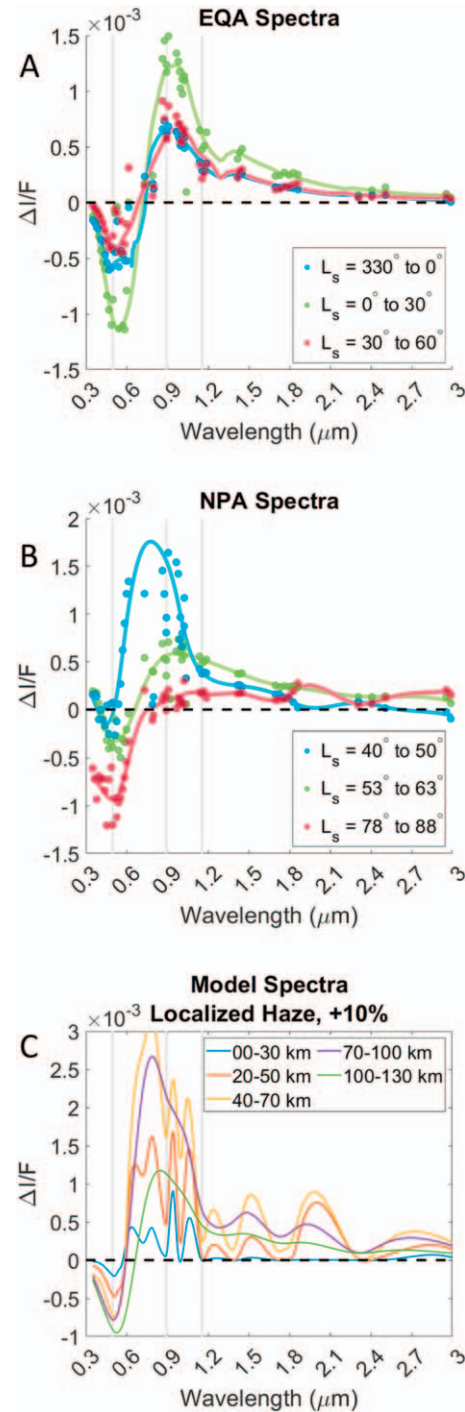 EQA Spectra
×10⁻³
A
1.5
1
0.5
0
-0.5
-1
-1.5
ΔI/F
L_s = 330° to 0°
L_s = 0° to 30°
L_s = 30° to 60°
0.3 0.6 0.9 1.2 1.5 1.8 2.1 2.4 2.7 3
Wavelength (μm)
NPA Spectra
×10⁻³
B
2
1.5
1
0.5
0
-0.5
-1
-1.5
ΔI/F
L_s = 40° to 50°
L_s = 53° to 63°
L_s = 78° to 88°
0.3 0.6 0.9 1.2 1.5 1.8 2.1 2.4 2.7 3
Wavelength (μm)
Model Spectra
Localized Haze, +10%
×10⁻³
C
3
2.5
2
1.5
1
0.5
0
-0.5
-1
ΔI/F
00-30 km 70-100 km
20-50 km 100-130 km
40-70 km
0.3 0.6 0.9 1.2 1.5 1.8 2.1 2.4 2.7 3
Wavelength (μm)